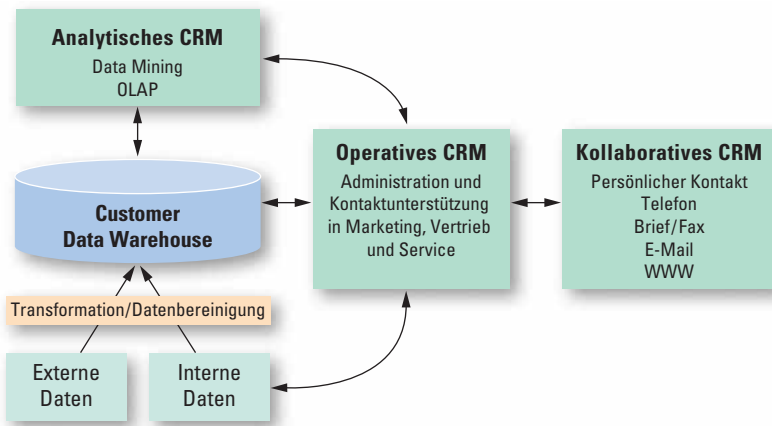 Analytisches CRM
Data Mining
OLAP
Operatives CRM
Administration und
Kontaktunterstützung
in Marketing, Vertrieb
und Service
Kollaboratives CRM
Persönlicher Kontakt
Telefon
Brief/Fax
E-Mail
WWW
Customer
Data Warehouse
Transformation/Datenbereinigung
Externe
Daten
Interne
Daten